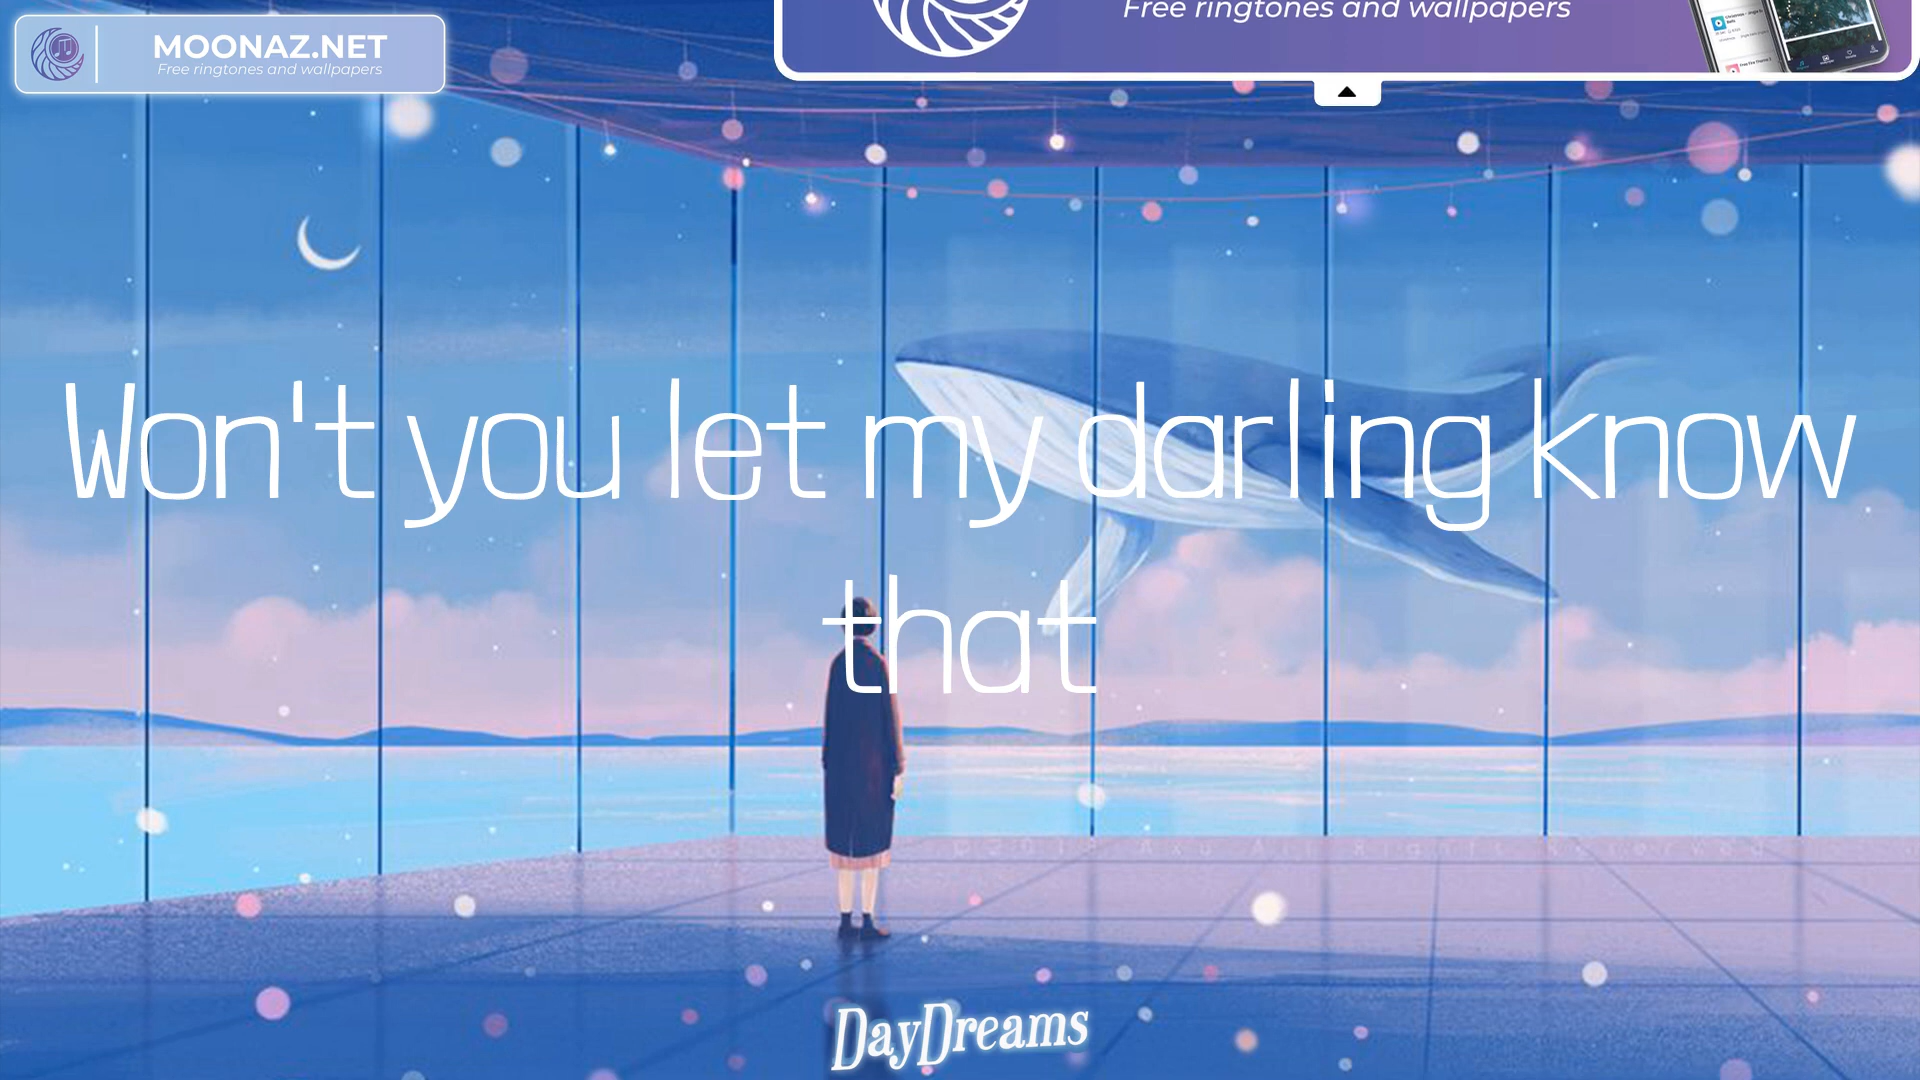 MOONAZ.NET
Free ringtones and wallpapers
Free ringtones and wallpapers
Won't you let my darling know
that
DayDreams